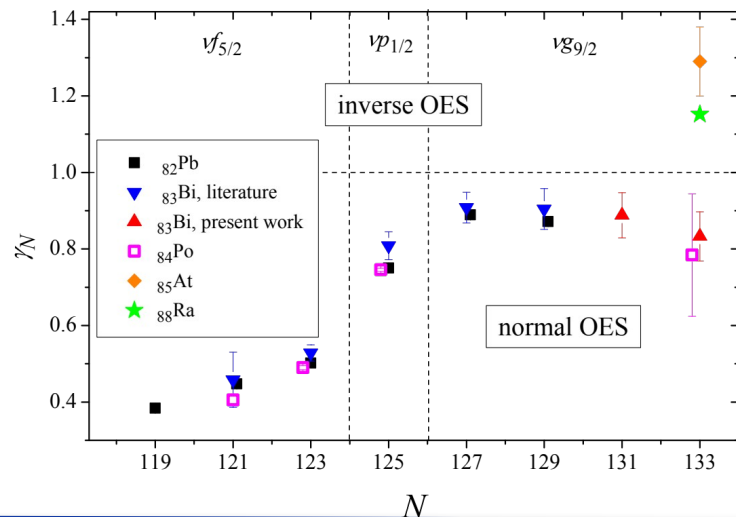 νf5/2 νp1/2 νg9/2
inverse OES
82Pb
83Bi, literature
83Bi, present work
84Po
85At
88Ra
normal OES
γN
1.4
1.2
1.0
0.8
0.6
0.4
119 121 123 125 127 129 131 133
N